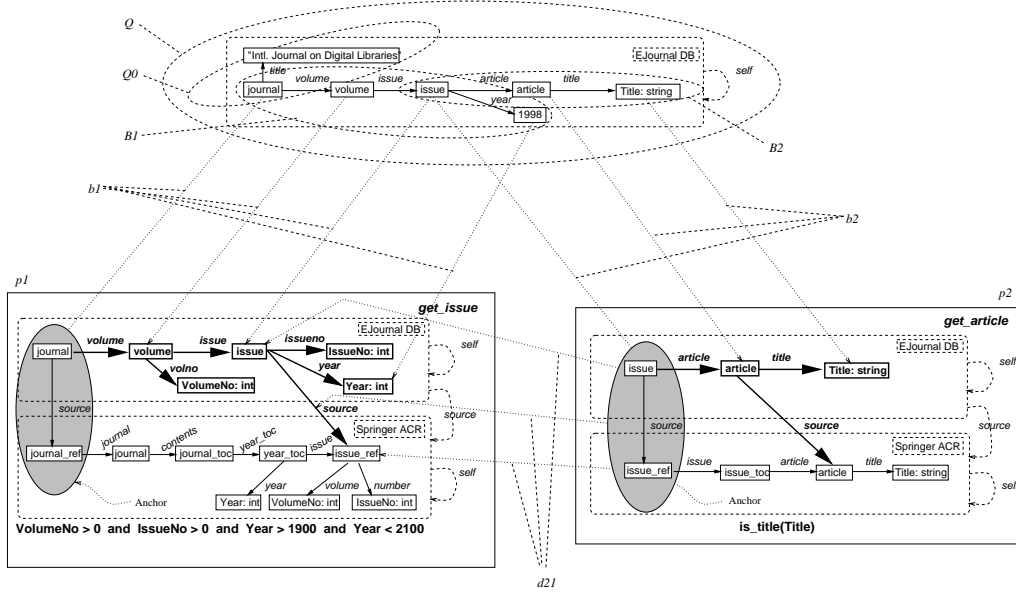 Q
"Intl. Journal on Digital Libraries"
EJournal DB
self
Q0
title
volume
issue
article
title
journal
volume
issue
article
Title: string
year
1998
B1
B2
b1
b2
p1
p2
get_issue
EJournal DB
get_article
EJournal DB
journal
volume
volume
issue
issue
issueno
IssueNo: int
self
volno
VolumeNo: int
year
Year: int
issue
article
article
title
Title: string
self
source
source
source
source
source
source
Springer ACR
Springer ACR
journal_ref
journal
journal
contents
journal_toc
year_toc
year_toc
issue
issue_ref
self
issue_ref
issue
issue_toc
article
article
title
Title: string
self
year
volume
number
Year: int
VolumeNo: int
IssueNo: int
Anchor
Anchor
VolumeNo > 0 and IssueNo > 0 and Year > 1900 and Year < 2100
is_title(Title)
d21